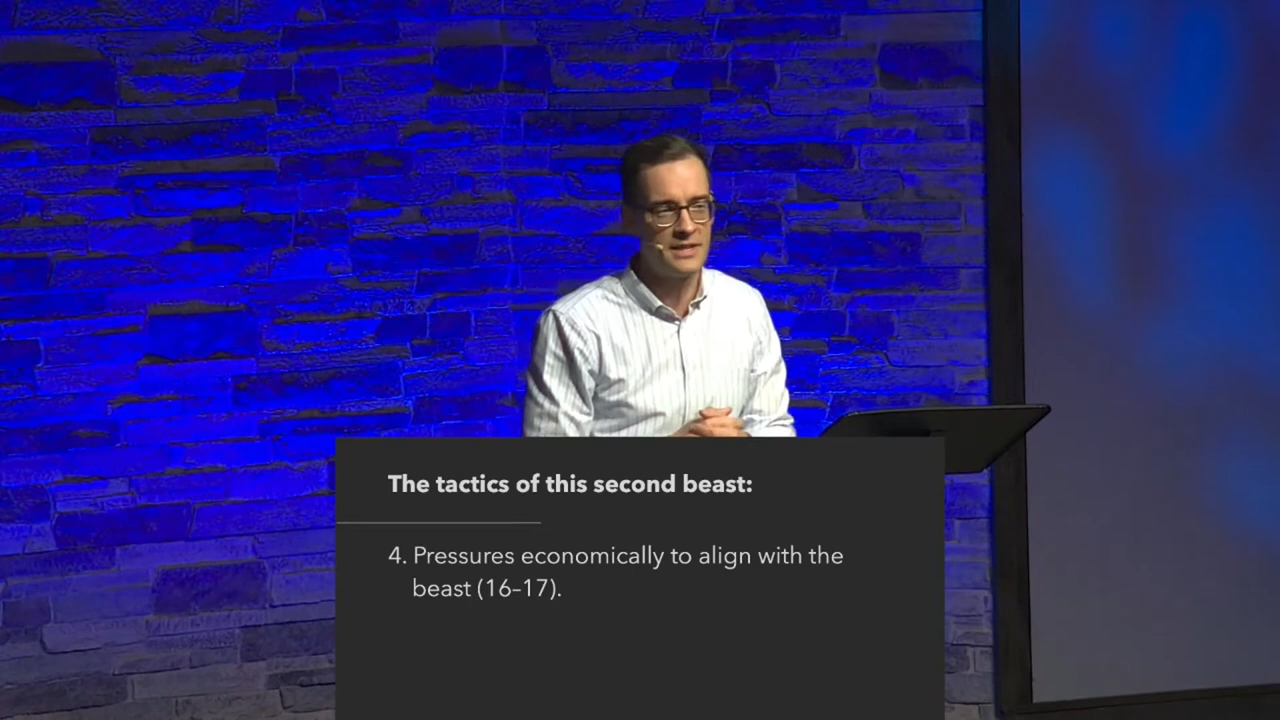 The tactics of this second beast:
4. Pressures economically to align with the
beast (16–17).